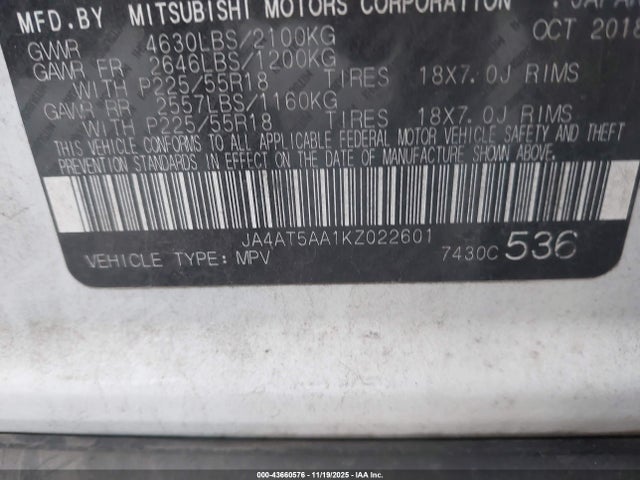 MFD.BY MITSUBISHI MOTORS CORPORATION : JAPAN
OCT 2018
GVWR 4630LBS/2100KG
GAWR FR 2646LBS/1200KG
WITH P225/55R18 TIRES 18X7.0J RIMS
GAWR RR 2557LBS/1160KG
WITH P225/55R18 TIRES 18X7.0J RIMS
THIS VEHICLE CONFORMS TO ALL APPLICABLE FEDERAL MOTOR VEHICLE SAFETY AND THEFT
PREVENTION STANDARDS IN EFFECT ON THE DATE OF MANUFACTURE SHOWN ABOVE.
JA4AT5AA1KZ022601
VEHICLE TYPE: MPV 7430C 536
000-43660576 - 11/19/2025 - IAA Inc.